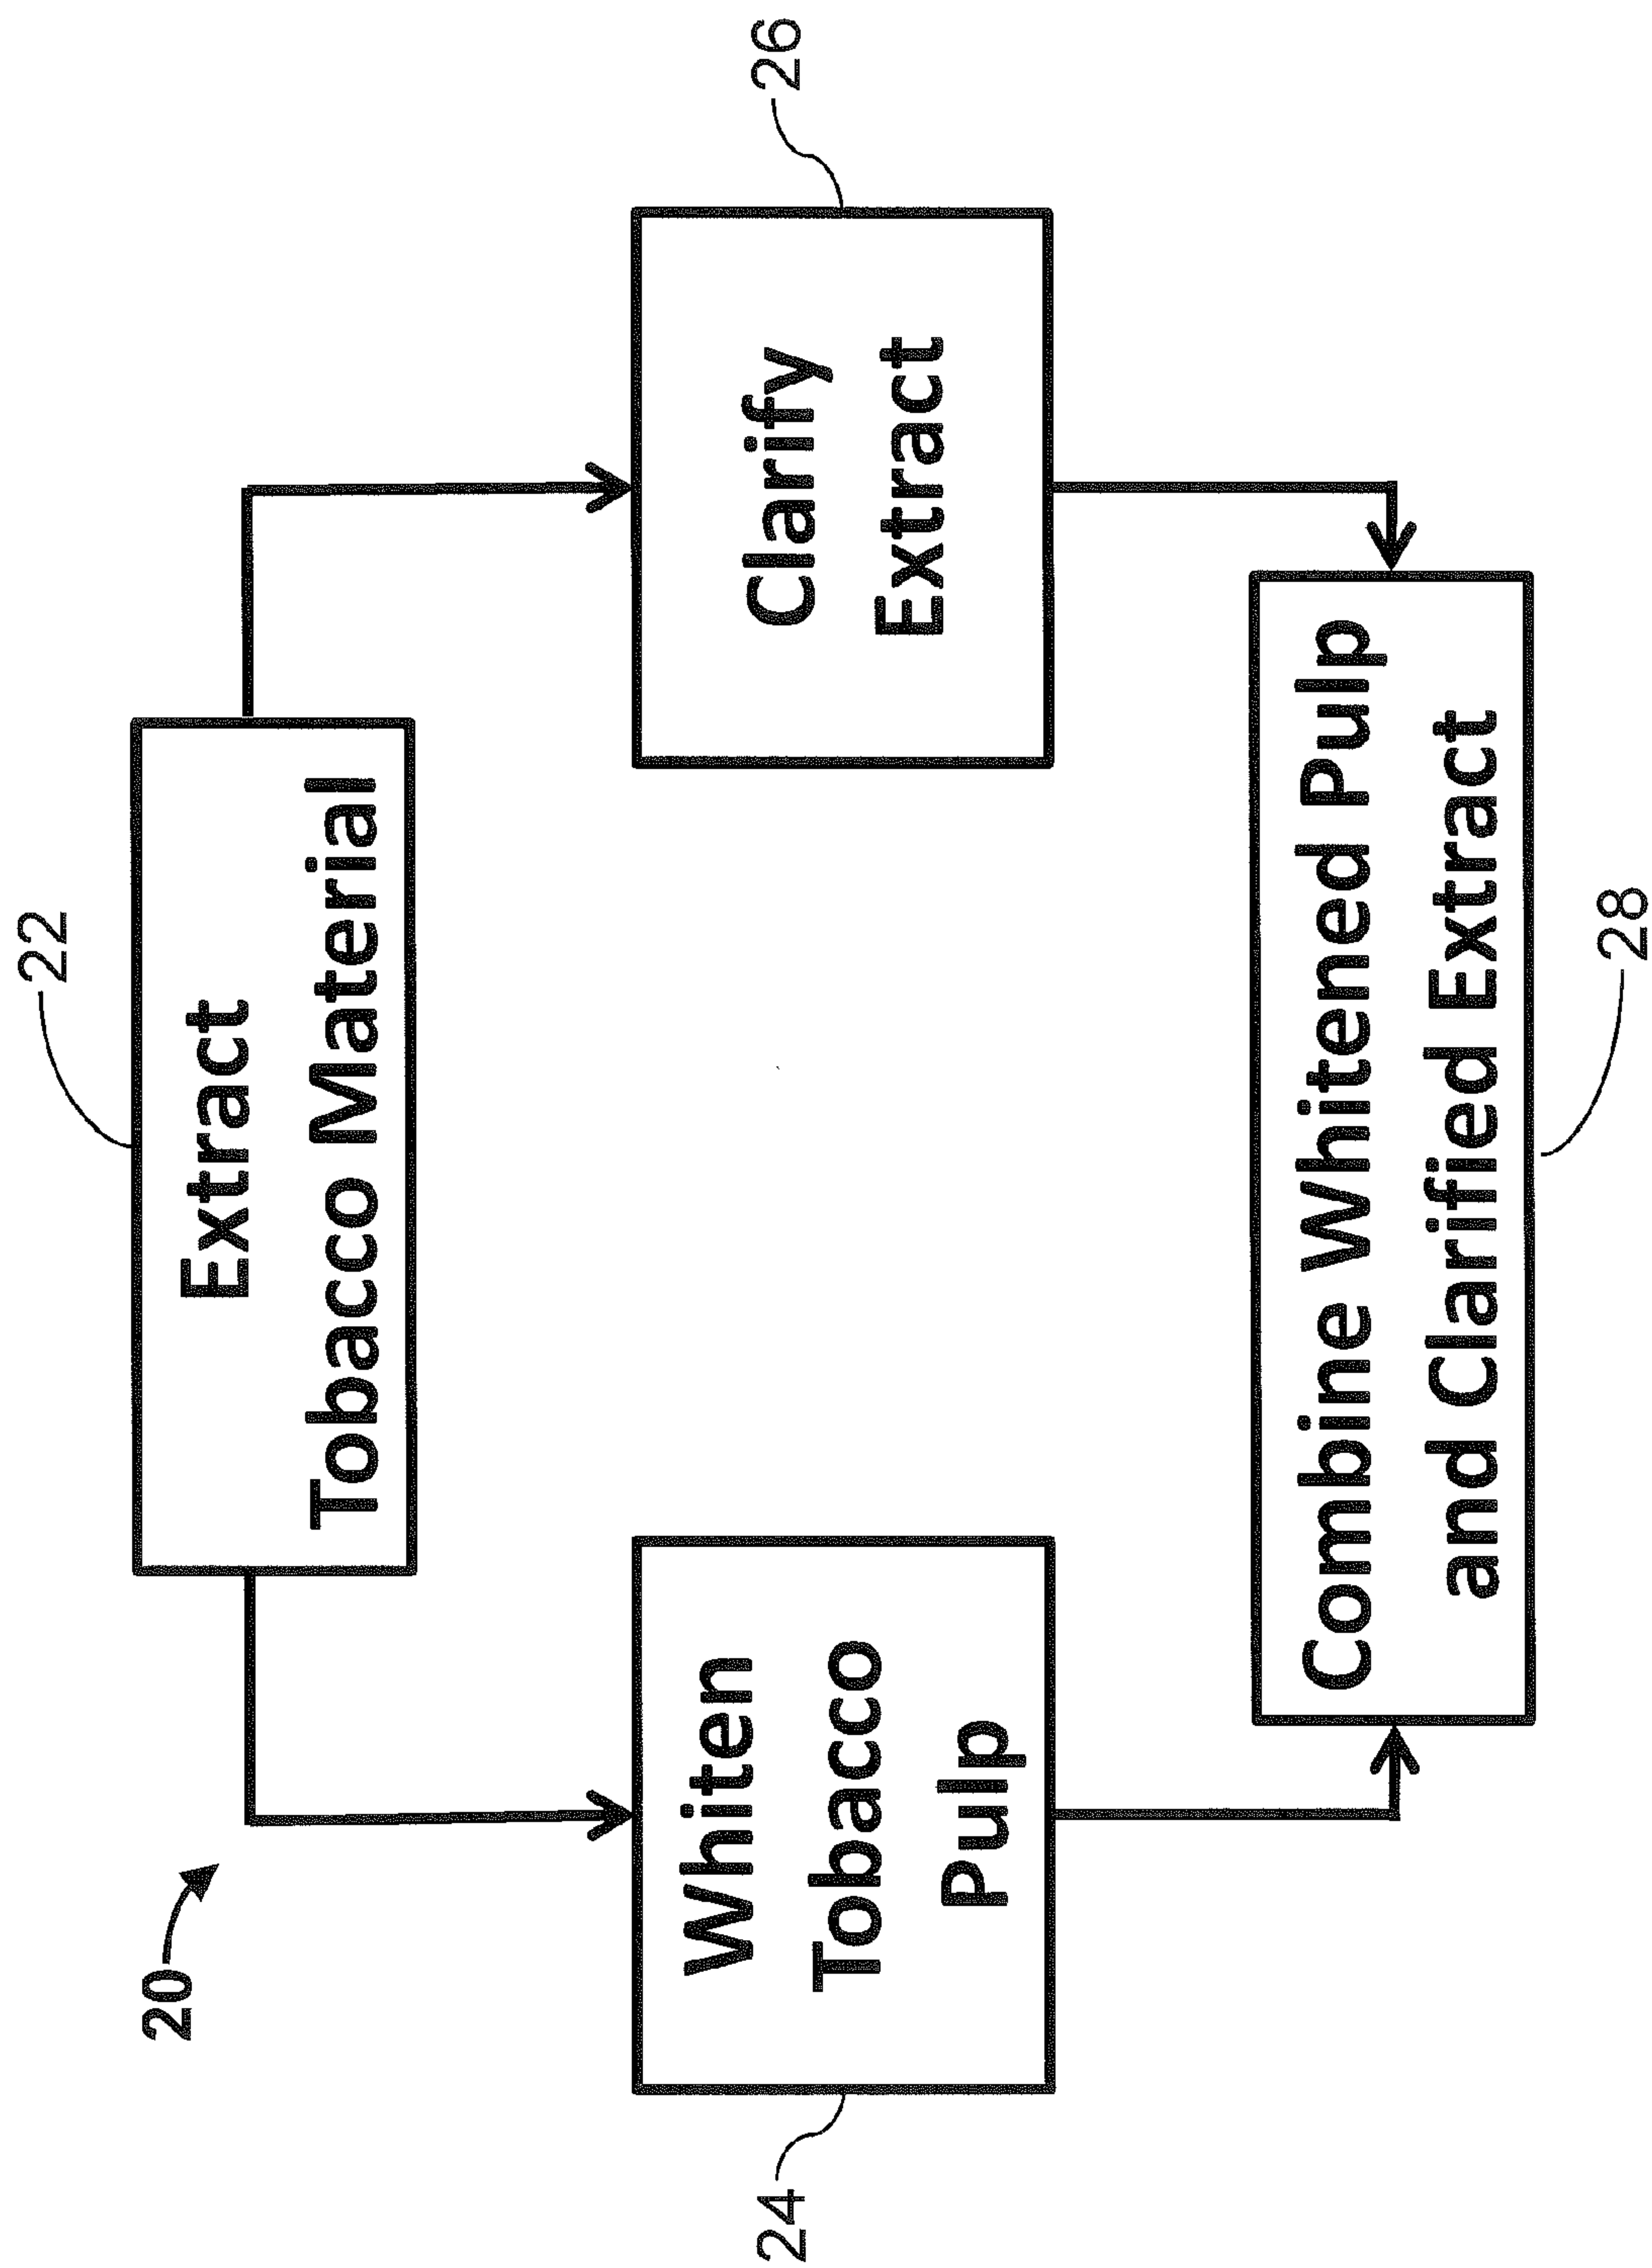 20
22
Extract
Tobacco Material
24
Whiten
Tobacco
Pulp
26
Clarify
Extract
Combine Whitened Pulp
and Clarified Extract
28